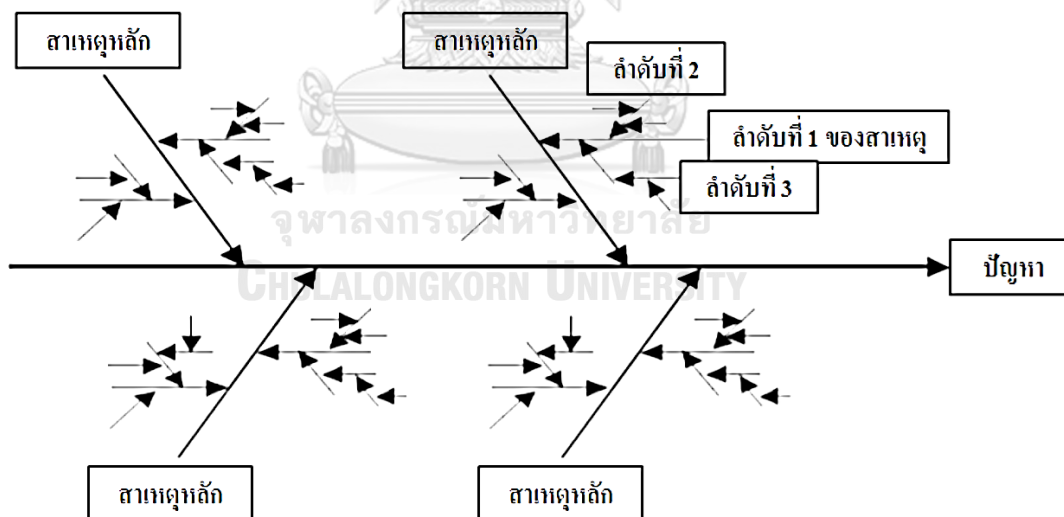 สาเหตุหลัก
สาเหตุหลัก
ลำดับที่ 2
ลำดับที่ 1 ของสาเหตุ
ลำดับที่ 3
จุฬาลงกรณ์มหาวิทยาลัย
CHULALONGKORN UNIVERSITY
ปัญหา
สาเหตุหลัก
สาเหตุหลัก